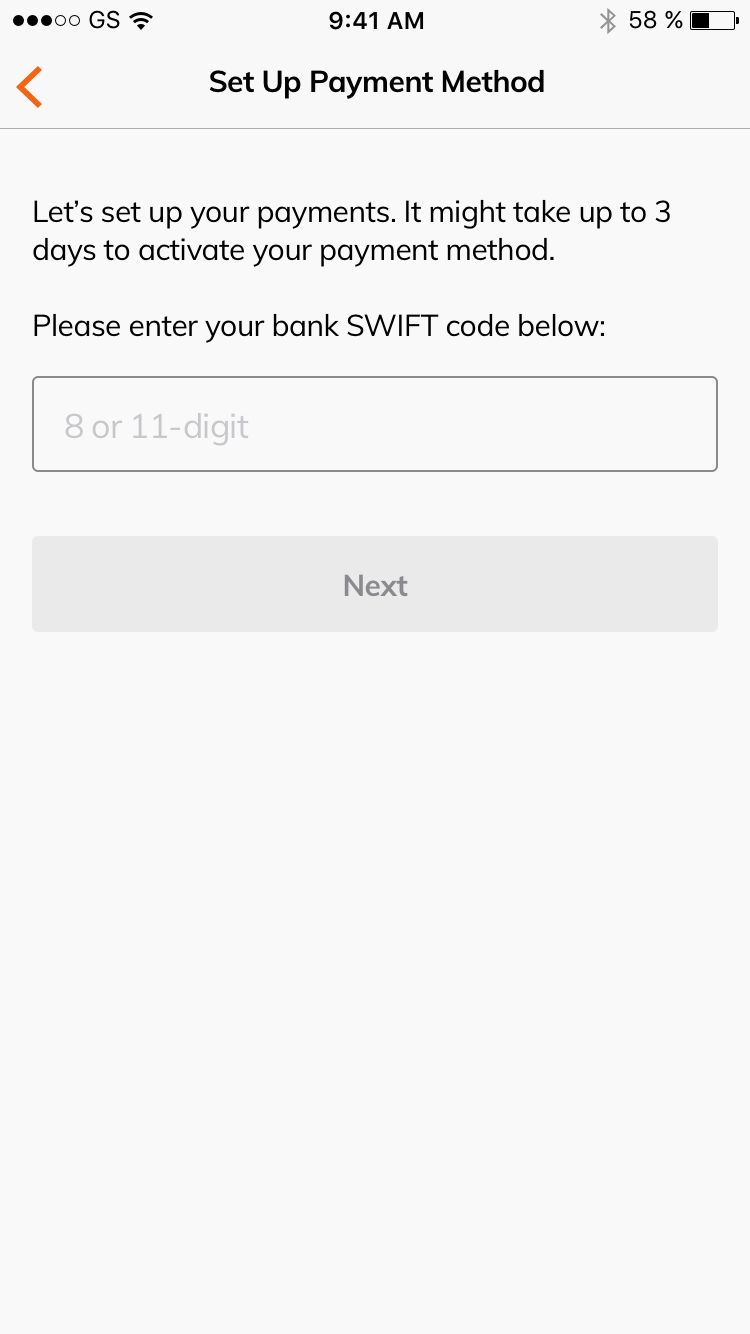 GS 9:41 AM 58 %
Set Up Payment Method
Let’s set up your payments. It might take up to 3
days to activate your payment method.
Please enter your bank SWIFT code below:
8 or 11-digit
Next